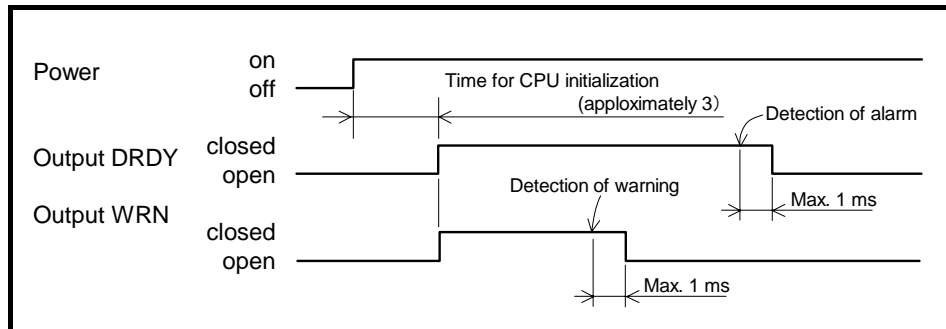 Power
on
off
Time for CPU initialization
(apploximately 3)
Detection of alarm
Output DRDY
closed
open
Max. 1 ms
Detection of warning
Output WRN
closed
open
Max. 1 ms